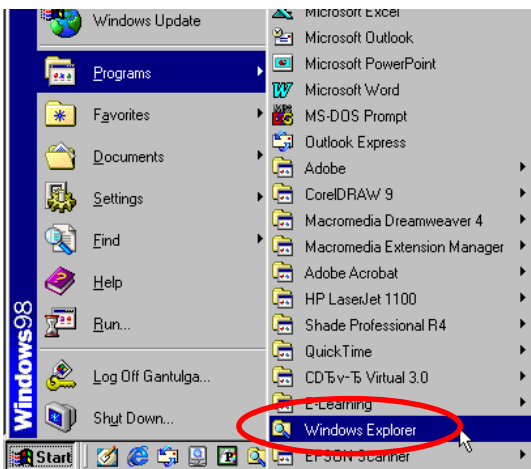 Windows Update
Programs
Favorites
Documents
Settings
Find
Help
Run...
Log Off Gantulga...
Shut Down...
Windows98
Start
Microsoft Excel
Microsoft Outlook
Microsoft PowerPoint
Microsoft Word
MS-DOS Prompt
Outlook Express
Adobe
CorelDRAW 9
Macromedia Dreamweaver 4
Macromedia Extension Manager
Adobe Acrobat
HP LaserJet 1100
Shade Professional R4
QuickTime
Virtual 3.0
E-Learning
Windows Explorer
EPSON Scanner